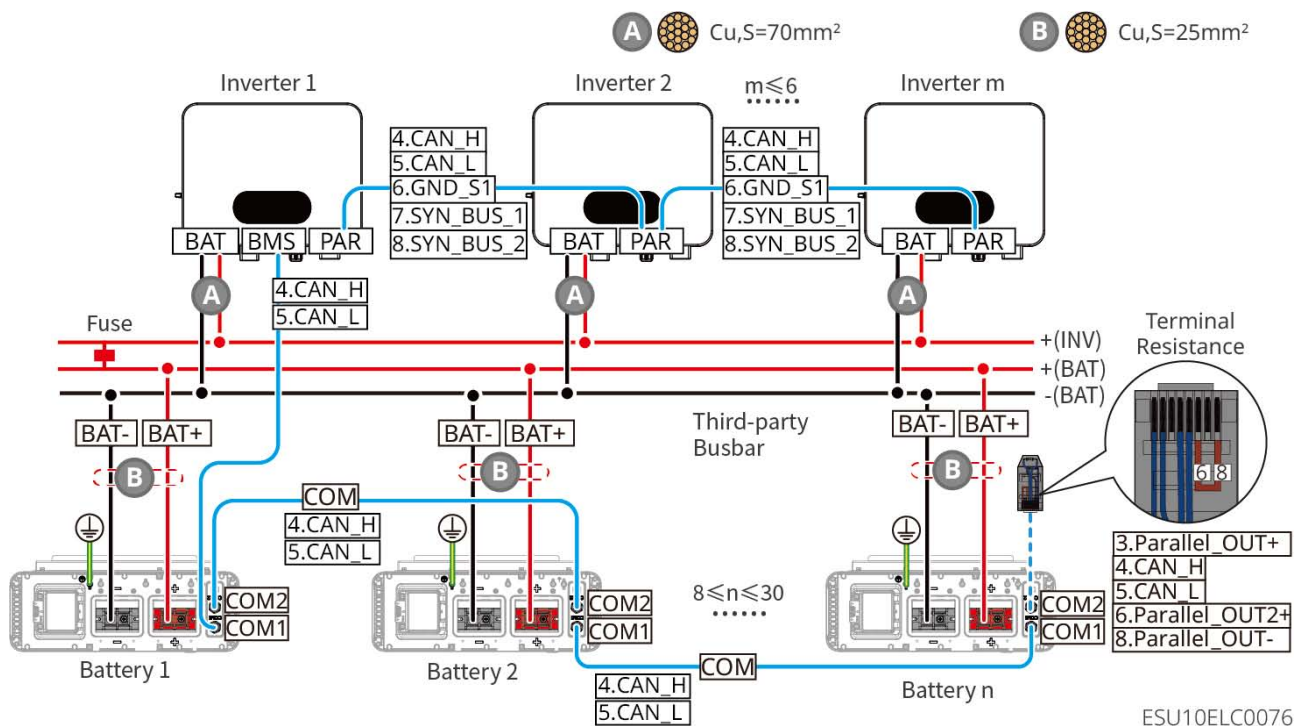 A Cu,S=70mm²
B Cu,S=25mm²
Inverter 1
Inverter 2
m≤6
Inverter m
4.CAN_H
5.CAN_L
6.GND_S1
7.SYN_BUS_1
8.SYN_BUS_2
4.CAN_H
5.CAN_L
6.GND_S1
7.SYN_BUS_1
8.SYN_BUS_2
BAT
BMS
PAR
BAT
PAR
BAT
PAR
A
4.CAN_H
5.CAN_L
A
A
Fuse
Terminal
Resistance
+(INV)
+(BAT)
-(BAT)
BAT-
BAT+
BAT-
BAT+
Third-party
Busbar
BAT-
BAT+
B
B
B
6 8
COM
4.CAN_H
5.CAN_L
3.Parallel_OUT+
4.CAN_H
5.CAN_L
6.Parallel_OUT2+
8.Parallel_OUT-
- +
COM2
COM1
- +
Battery 1
- +
COM2
COM1
- +
Battery 2
8≤n≤30
- +
COM2
COM1
- +
Battery n
COM
4.CAN_H
5.CAN_L
ESU10ELC0076